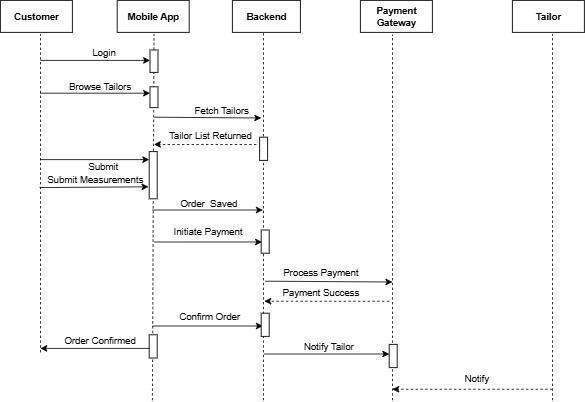 Customer
Mobile App
Backend
Payment
Gateway
Tailor
Login
Browse Tailors
Fetch Tailors
Tailor List Returned
Submit
Submit Measurements
Order Saved
Initiate Payment
Process Payment
Payment Success
Confirm Order
Order Confirmed
Notify Tailor
Notify